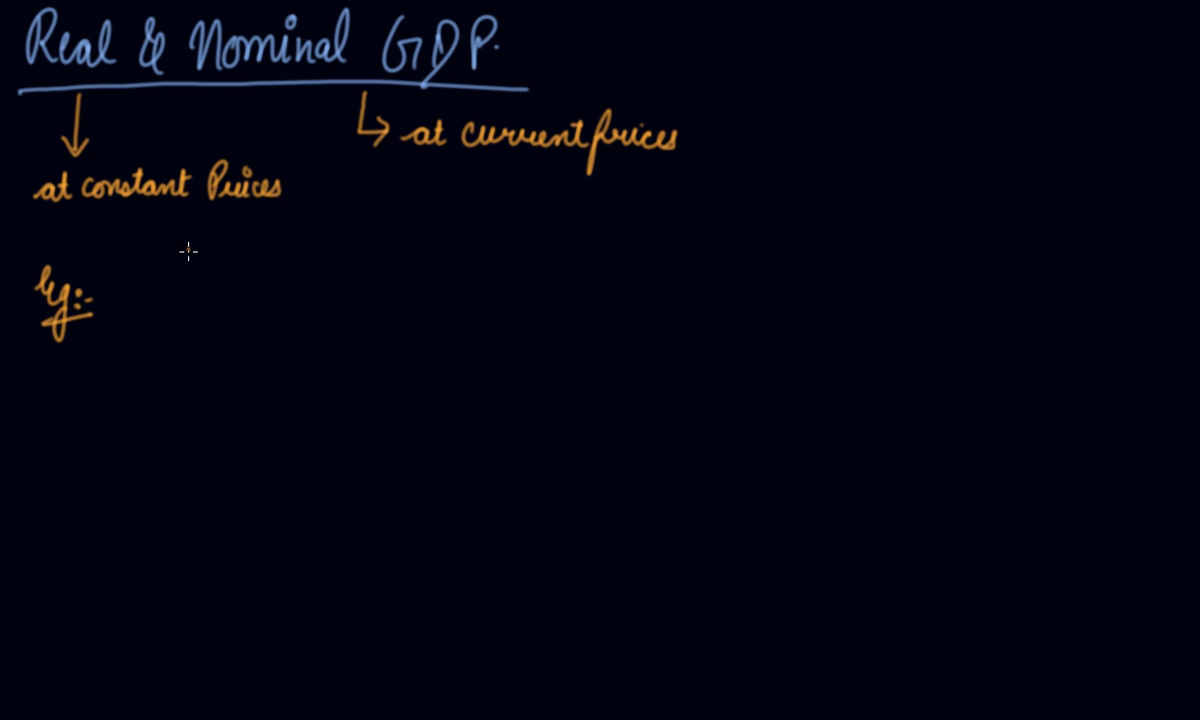 Real & Nominal GDP.
at current prices
at constant Prices
Eg:-